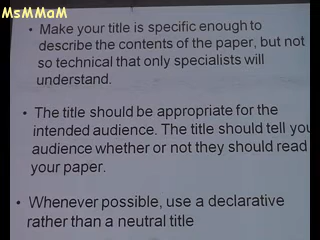 MsMMaM
• Make your title is specific enough to
describe the contents of the paper, but not
so technical that only specialists will
understand.
• The title should be appropriate for the
intended audience. The title should tell you
audience whether or not they should read
your paper.
• Whenever possible, use a declarative
rather than a neutral title